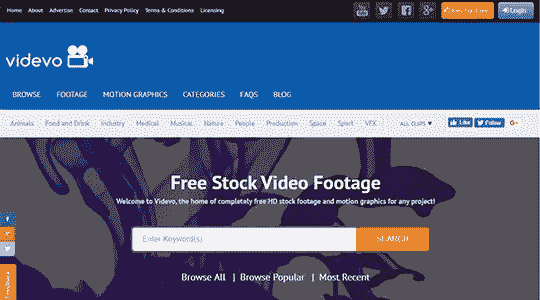 Home About Advertise Contact Privacy Policy Terms & Conditions Licensing
Login
videvo
BROWSE FOOTAGE MOTION GRAPHICS CATEGORIES FAQS BLOG
Animals Food and Drink Industry Medical Musical Nature People Production Space Sport VFX ALL CLIPS Like Follow
Free Stock Video Footage
Welcome to Videvo, the home of completely free HD stock footage and motion graphics for any project!
Enter Keyword(s) SEARCH
Browse All | Browse Popular | Most Recent